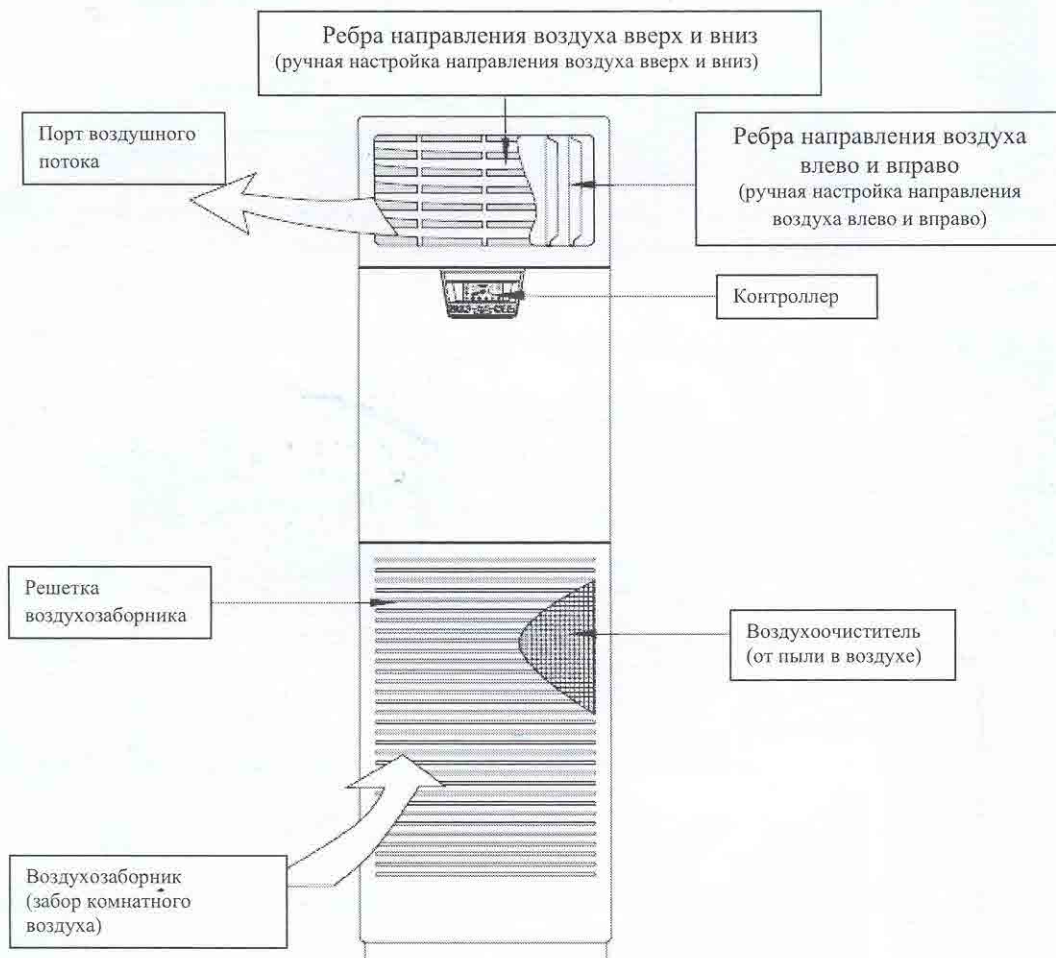 Ребра направления воздуха вверх и вниз
(ручная настройка направления воздуха вверх и вниз)
Порт воздушного
потока
Ребра направления воздуха
влево и вправо
(ручная настройка направления
воздуха влево и вправо)
Контроллер
Решетка
воздухозаборника
Воздухоочиститель
(от пыли в воздухе)
Воздухозаборник
(забор комнатного
воздуха)